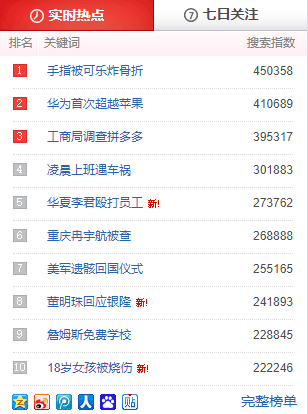 实时热点 7 七日关注
排名 关键词 搜索指数
1 手指被可乐炸骨折 450358
2 华为首次超越苹果 410689
3 工商局调查拼多多 395317
4 凌晨上班遇车祸 301883
5 华夏李君殴打员工 新! 273762
6 重庆冉宇航被查 268888
7 美军遗骸回国仪式 255165
8 董明珠回应银隆 新! 241893
9 詹姆斯免费学校 228845
10 18岁女孩被烧伤 新! 222246
贴 完整榜单